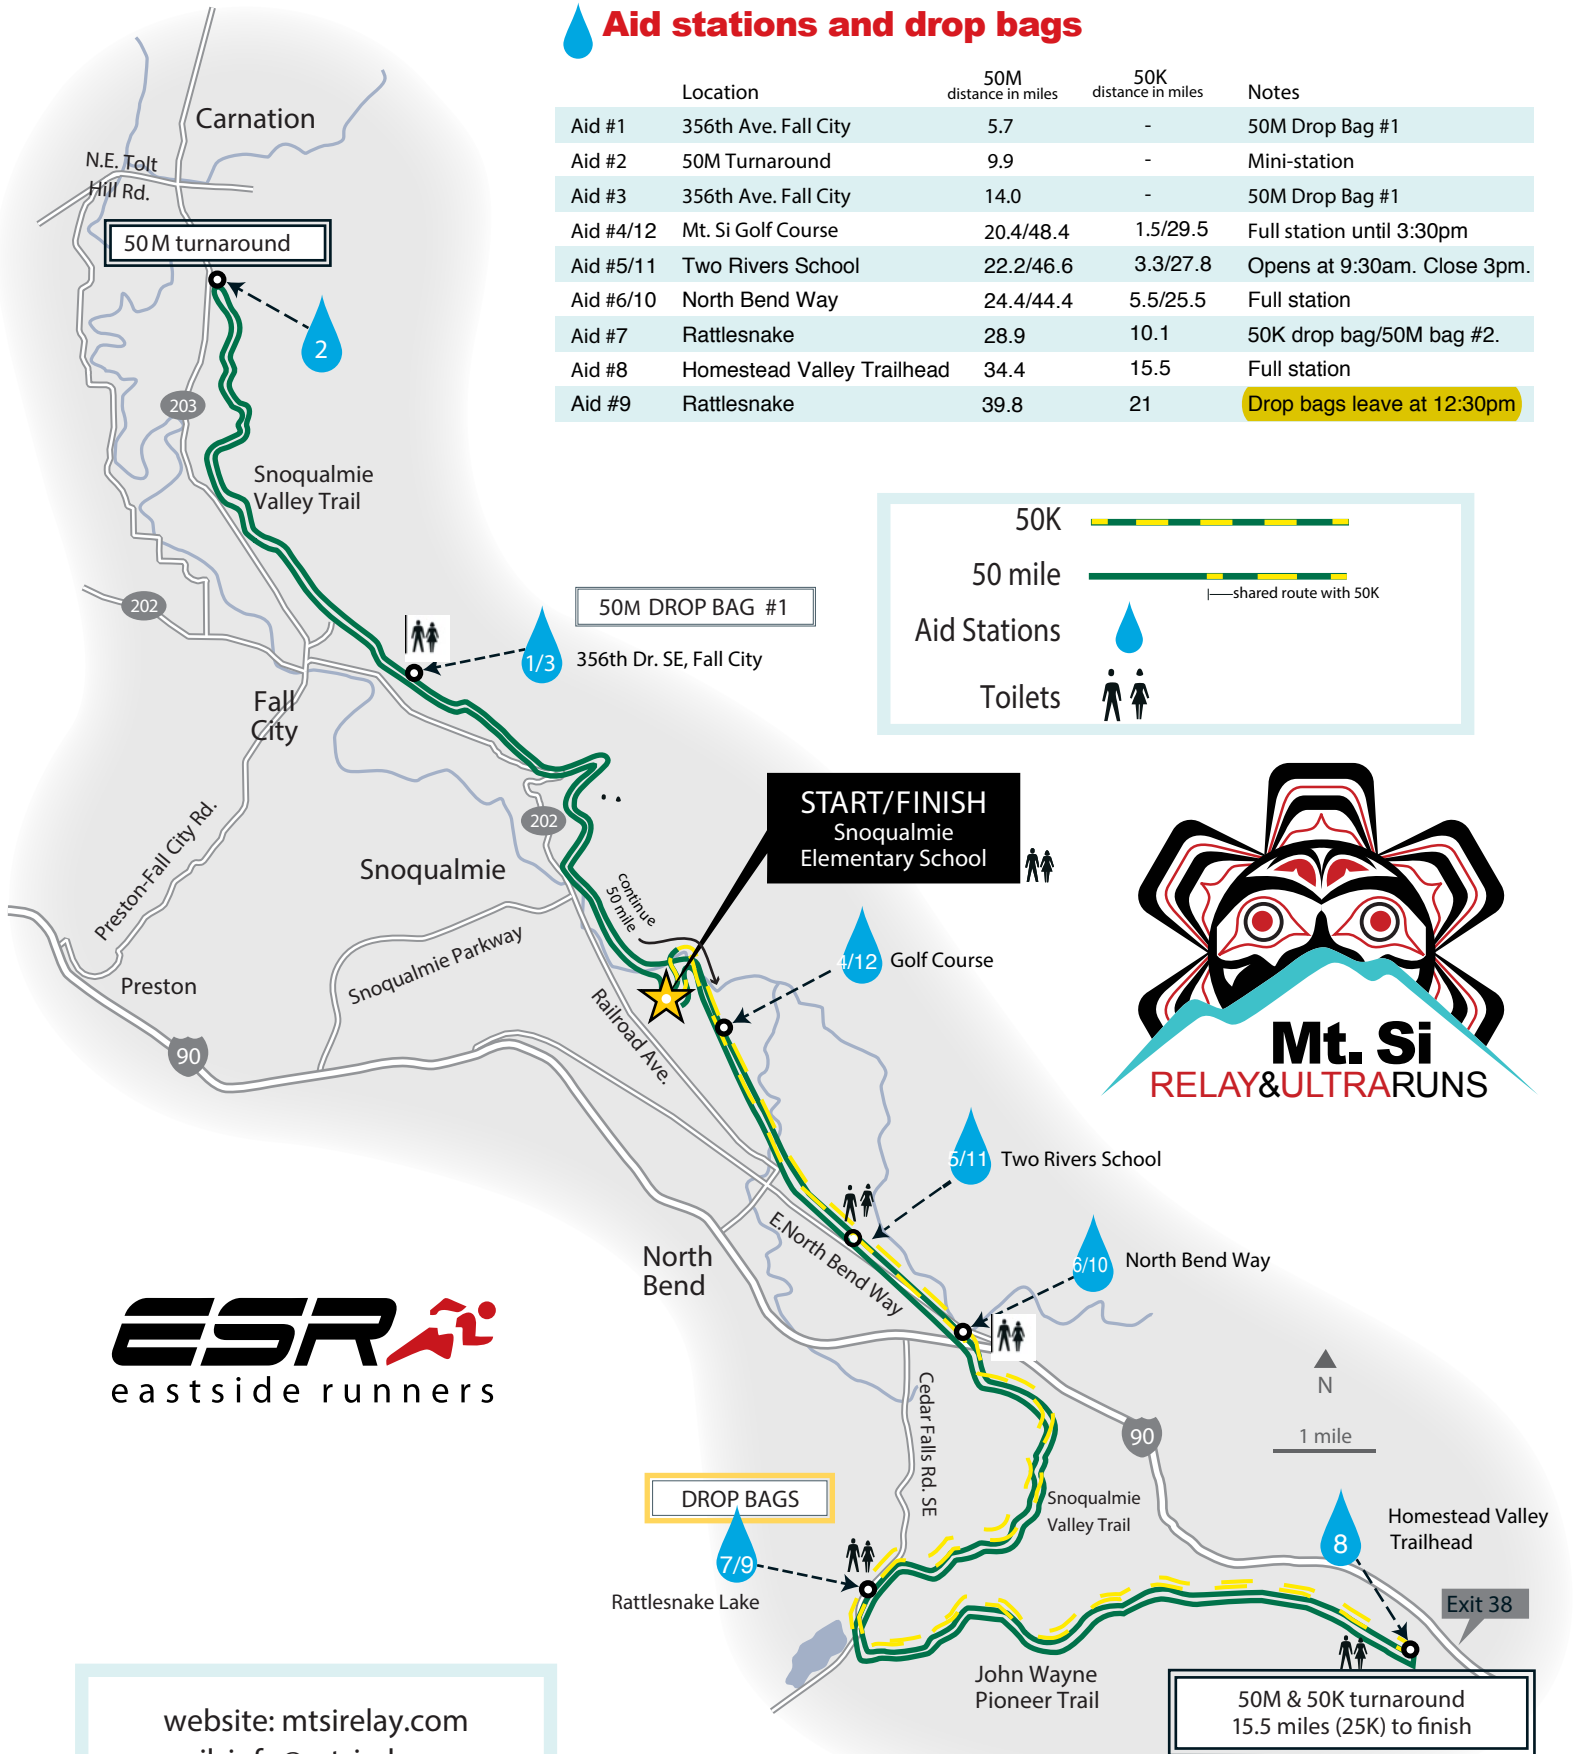 Aid stations and drop bags
Location 50M distance in miles 50K distance in miles Notes
Aid #1 356th Ave. Fall City 5.7 - 50M Drop Bag #1
Aid #2 50M Turnaround 9.9 - Mini-station
Aid #3 356th Ave. Fall City 14.0 - 50M Drop Bag #1
Aid #4/12 Mt. Si Golf Course 20.4/48.4 1.5/29.5 Full station until 3:30pm
Aid #5/11 Two Rivers School 22.2/46.6 3.3/27.8 Opens at 9:30am. Close 3pm.
Aid #6/10 North Bend Way 24.4/44.4 5.5/25.5 Full station
Aid #7 Rattlesnake 28.9 10.1 50K drop bag/50M bag #2.
Aid #8 Homestead Valley Trailhead 34.4 15.5 Full station
Aid #9 Rattlesnake 39.8 21 Drop bags leave at 12:30pm
Carnation
N.E. Tolt
Hill Rd.
50M turnaround
2
203
Snoqualmie
Valley Trail
50K
50 mile
shared route with 50K
Aid Stations
Toilets
202
50M DROP BAG #1
1/3
356th Dr. SE, Fall City
Fall
City
START/FINISH
Snoqualmie
Elementary School
202
Preston-Fall City Rd.
Snoqualmie
continue
50 mile
4/12
Golf Course
Snoqualmie Parkway
Preston
Railroad Ave.
90
Mt. Si
RELAY&ULTRARUNS
5/11
Two Rivers School
E.North Bend Way
North
Bend
6/10
North Bend Way
ESR
eastside runners
N
1 mile
Cedar Falls Rd. SE
90
DROP BAGS
7/9
Rattlesnake Lake
Snoqualmie
Valley Trail
8
Homestead Valley
Trailhead
Exit 38
John Wayne
Pioneer Trail
50M & 50K turnaround
15.5 miles (25K) to finish
website: mtsirelay.com